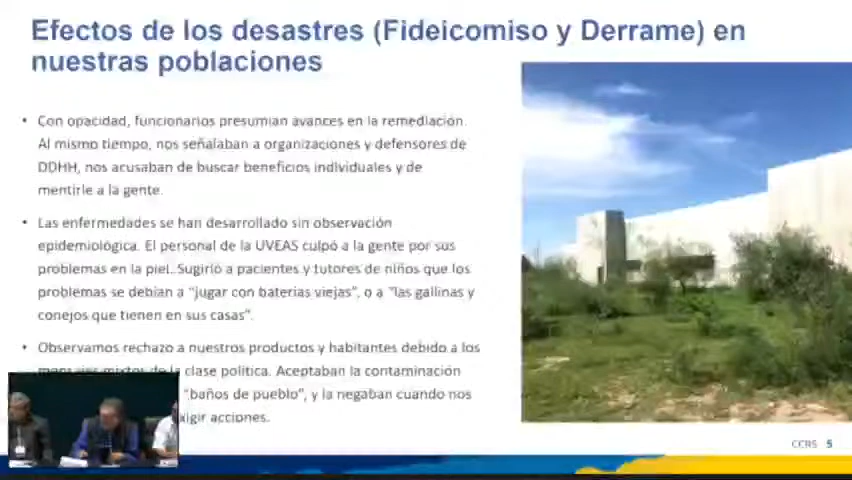 Efectos de los desastres (Fideicomiso y Derrame) en
nuestras poblaciones
• Con opacidad, funcionarios presumían avances en la remediación.
Al mismo tiempo, nos señalaban a organizaciones y defensores de
DDHH, nos acusaban de buscar beneficios individuales y de
mentirle a la gente.
• Las enfermedades se han desarrollado sin observación
epidemiológica. El personal de la UVEAS culpó a la gente por sus
problemas en la piel. Sugirió a pacientes y tutores de niños que los
problemas se debían a "jugar con baterías viejas", o a "las gallinas y
conejos que tienen en sus casas".
• Observamos rechazo a nuestros productos y habitantes debido a los
clase política. Aceptaban la contaminación
"baños de pueblo", y la negaban cuando nos
xigir acciones.
CCRS 5